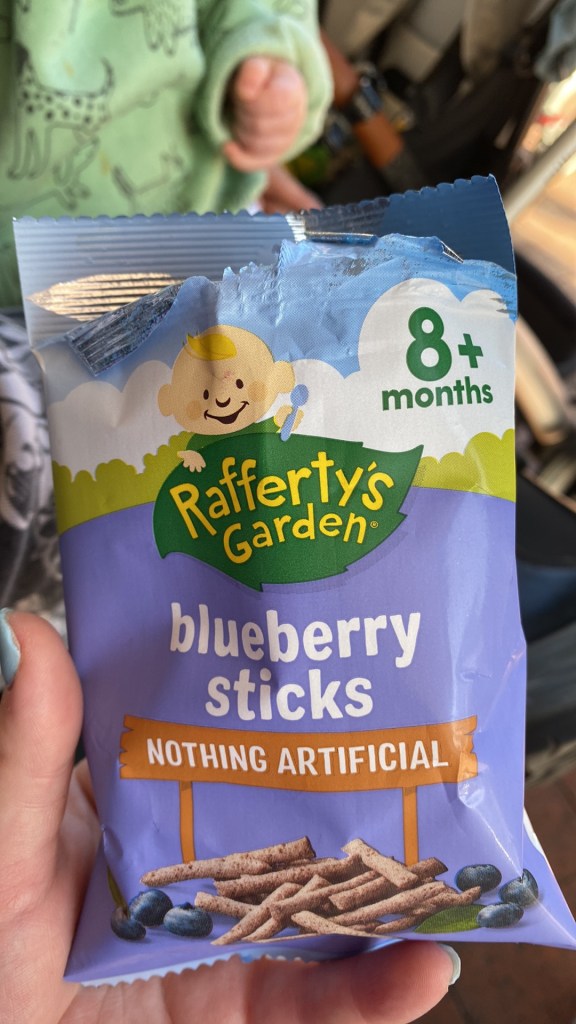 8+
months
Rafferty's
Garden®
blueberry
sticks
NOTHING ARTIFICIAL